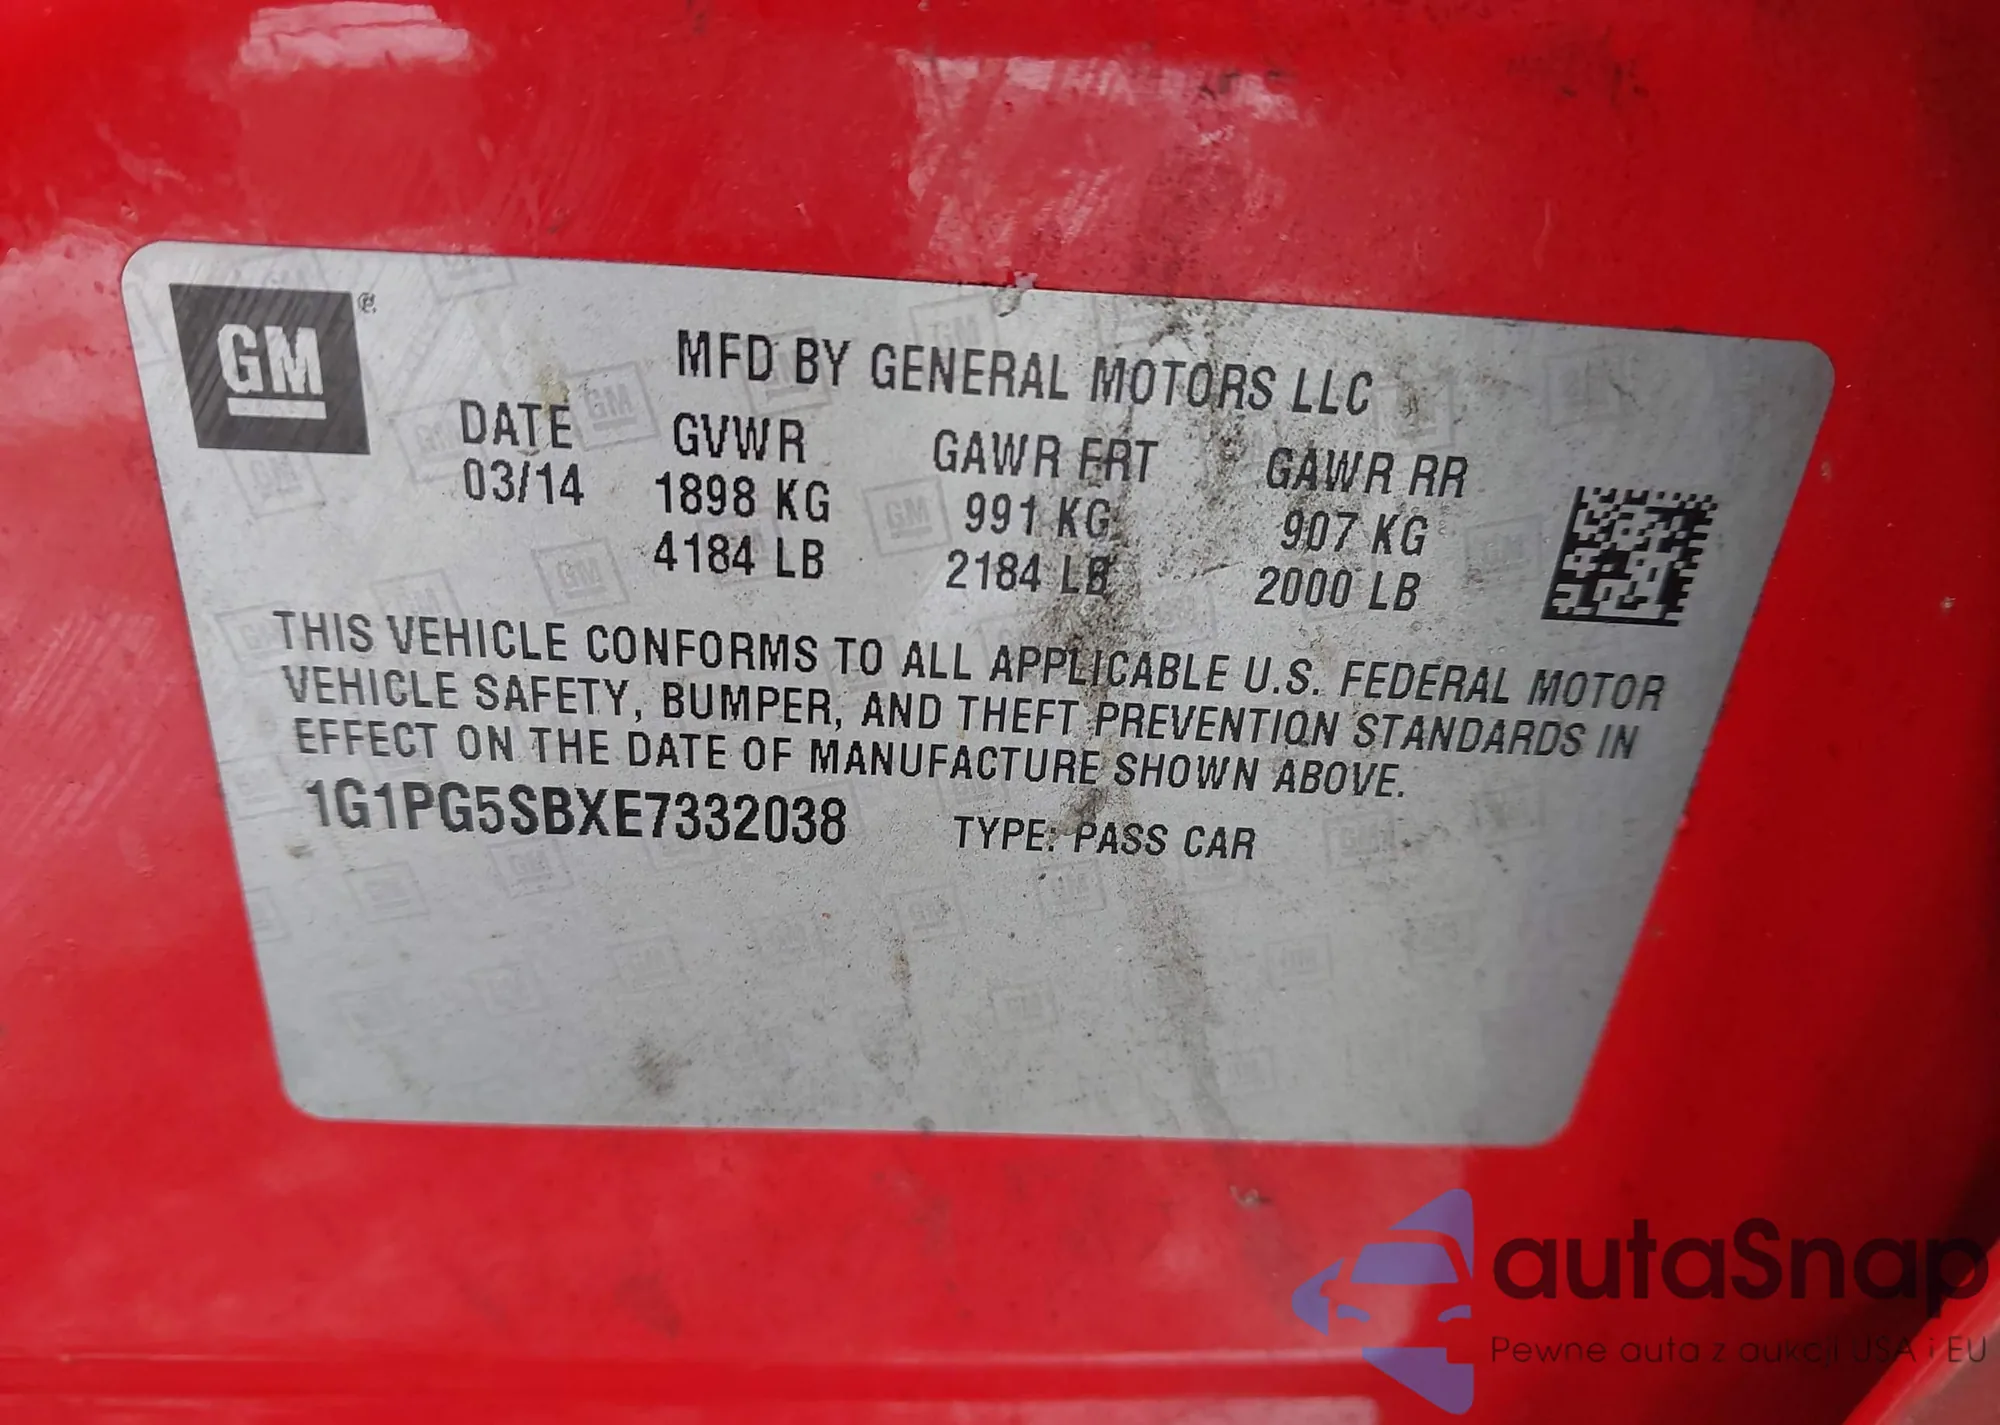 GM ®
MFD BY GENERAL MOTORS LLC
DATE GVWR GAWR FRT GAWR RR
03/14 1898 KG 991 KG 907 KG
4184 LB 2184 LB 2000 LB
THIS VEHICLE CONFORMS TO ALL APPLICABLE U.S. FEDERAL MOTOR
VEHICLE SAFETY, BUMPER, AND THEFT PREVENTION STANDARDS IN
EFFECT ON THE DATE OF MANUFACTURE SHOWN ABOVE.
1G1PG5SBXE7332038 TYPE: PASS CAR
autaSnap
Pewne auta z aukcji USA i EU